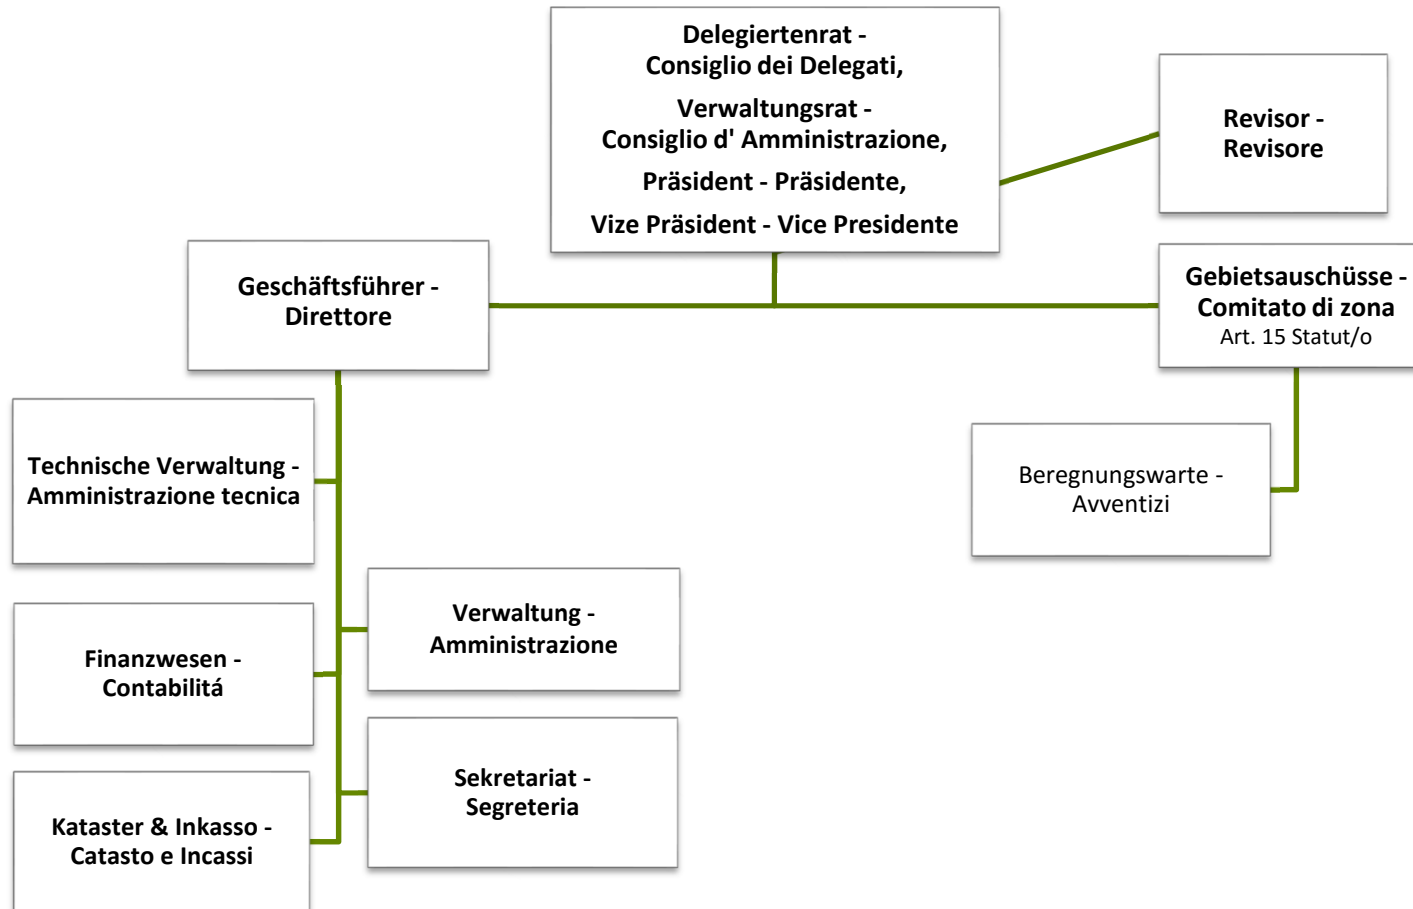 Delegiertenrat -
Consiglio dei Delegati,
Verwaltungsrat -
Consiglio d' Amministrazione,
Präsident - Präsidente,
Vize Präsident - Vice Presidente
Revisor -
Revisore
Geschäftsführer -
Direttore
Gebietsauschüsse -
Comitato di zona
Art. 15 Statut/o
Technische Verwaltung -
Amministrazione tecnica
Beregnungswarte -
Avventizi
Verwaltung -
Amministrazione
Finanzwesen -
Contabilitá
Sekretariat -
Segreteria
Kataster & Inkasso -
Catasto e Incassi